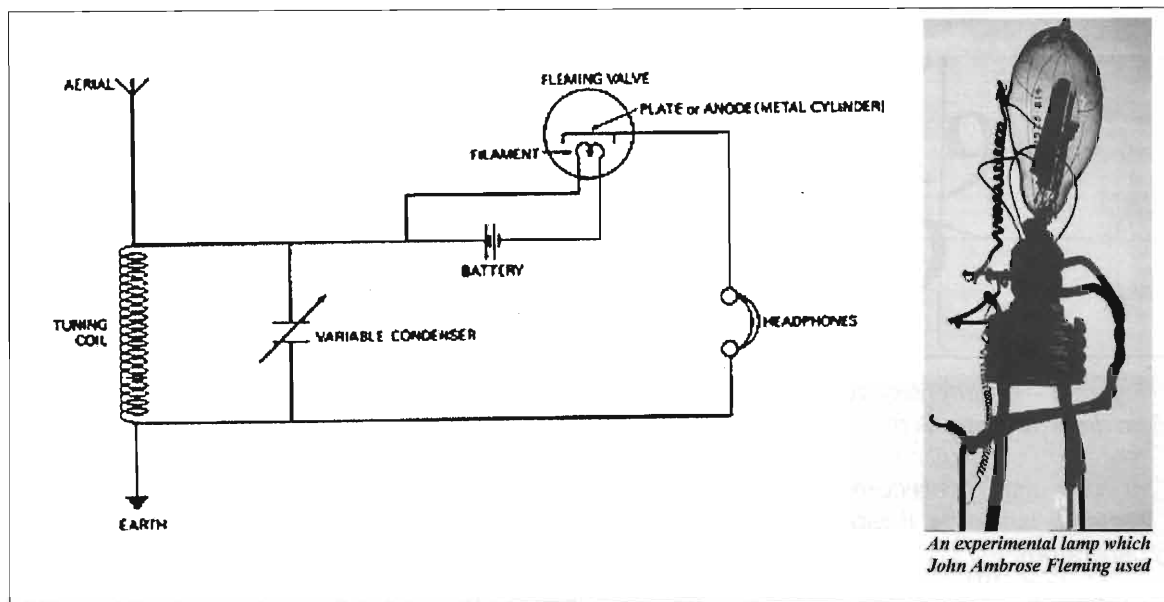 AERIAL
FLEMING VALVE
PLATE or ANODE (METAL CYLINDER)
FILAMENT
BATTERY
TUNING
COIL
VARIABLE CONDENSER
HEADPHONES
EARTH
An experimental lamp which
John Ambrose Fleming used